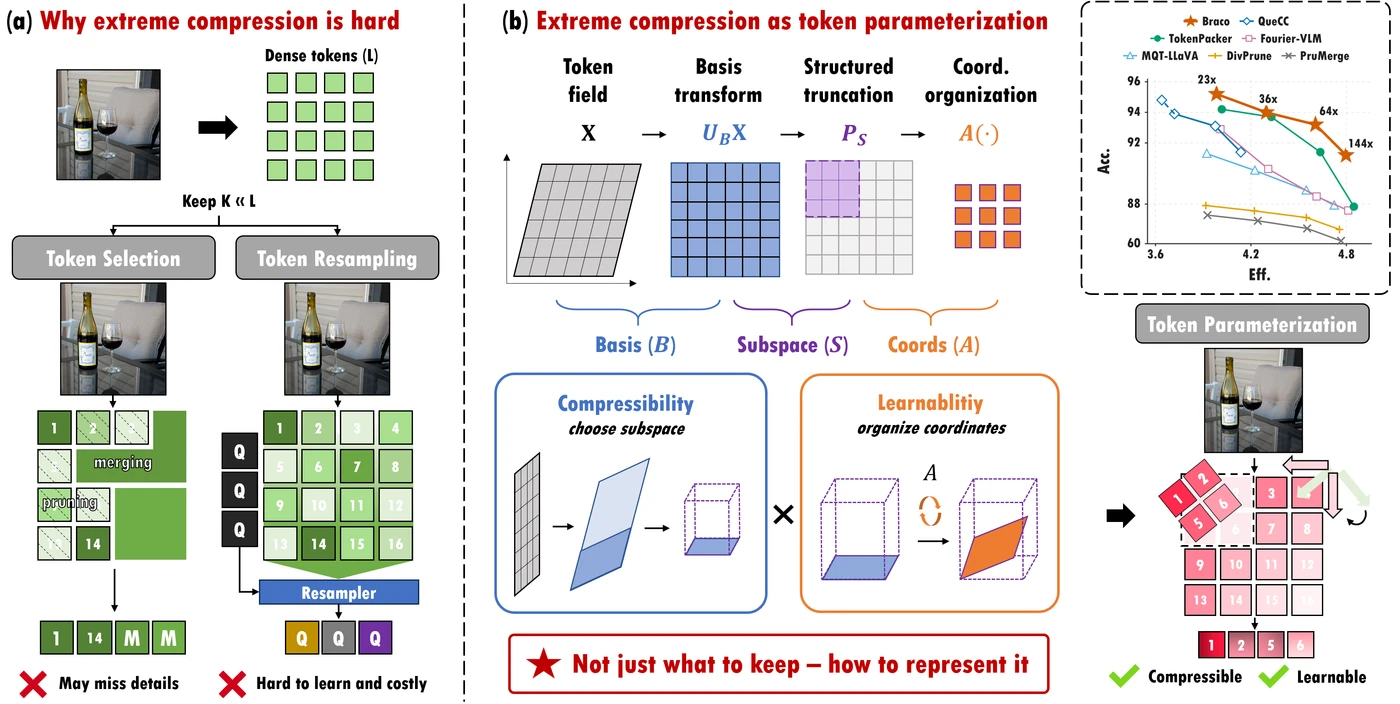 (a) Why extreme compression is hard
Dense tokens (L)
Keep K ≪ L
Token Selection
Token Resampling
1 2 3
merging
pruning
13 14
Q
Q
Q
1 2 3 4
5 6 7 8
9 10 11 12
13 14 15 16
Resampler
1 14 M M
Q Q Q
May miss details
Hard to learn and costly
(b) Extreme compression as token parameterization
Token field
Basis transform
Structured truncation
Coord. organization
X
U_B X
P_S
A(·)
Basis (B)
Subspace (S)
Coords (A)
Compressibility
choose subspace
Learnablitiy
organize coordinates
A
×
Not just what to keep – how to represent it
Braco
QueCC
TokenPacker
Fourier-VLM
MQT-LLaVA
DivPrune
PruMerge
96
94
92
88
60
Acc.
23x
36x
64x
144x
3.6 4.2 4.8
Eff.
Token Parameterization
1 2
5 6
3
6 7 8
9 10 11 12
13 14 15
1 2 5 6
Compressible
Learnable